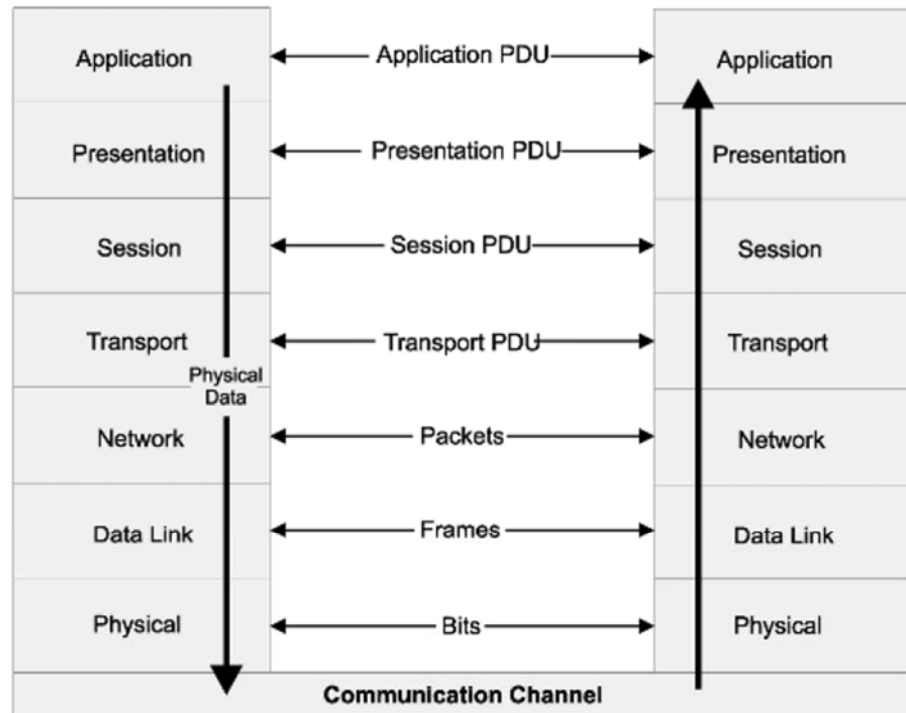 Application Application PDU Application
Presentation Presentation PDU Presentation
Session Session PDU Session
Transport Transport PDU Transport
Physical
Data
Network Packets Network
Data Link Frames Data Link
Physical Bits Physical
Communication Channel